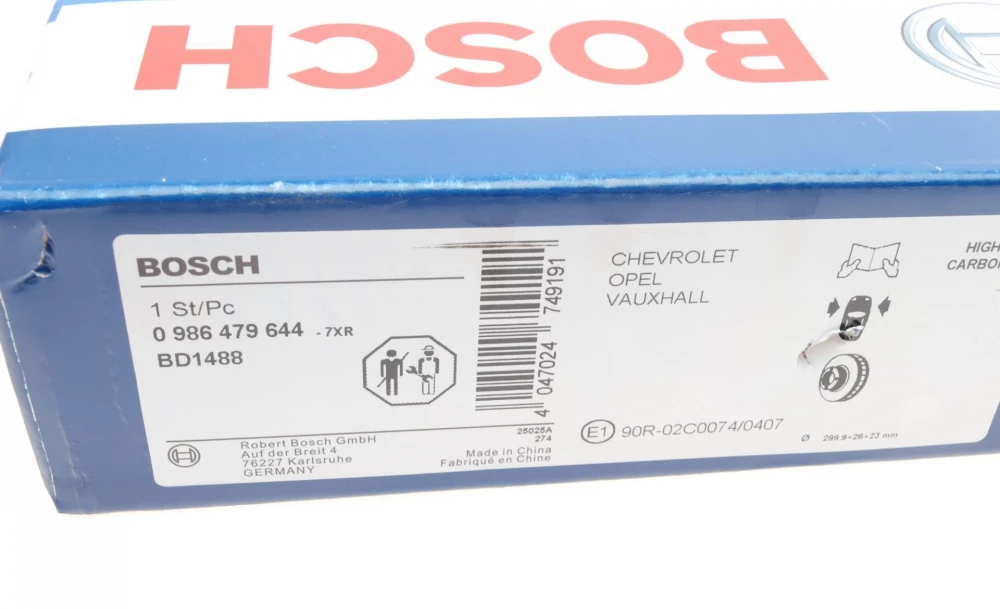 BOSCH
BOSCH
1 St/Pc
0 986 479 644 - 7XR
BD1488
4 047024 749191
CHEVROLET
OPEL
VAUXHALL
HIGH
CARBON
E1 90R-02C0074/0407
Ø 299.9×26×23 mm
25025A
274
Made in China
Fabriqué en Chine
Robert Bosch GmbH
Auf der Breit 4
76227 Karlsruhe
GERMANY